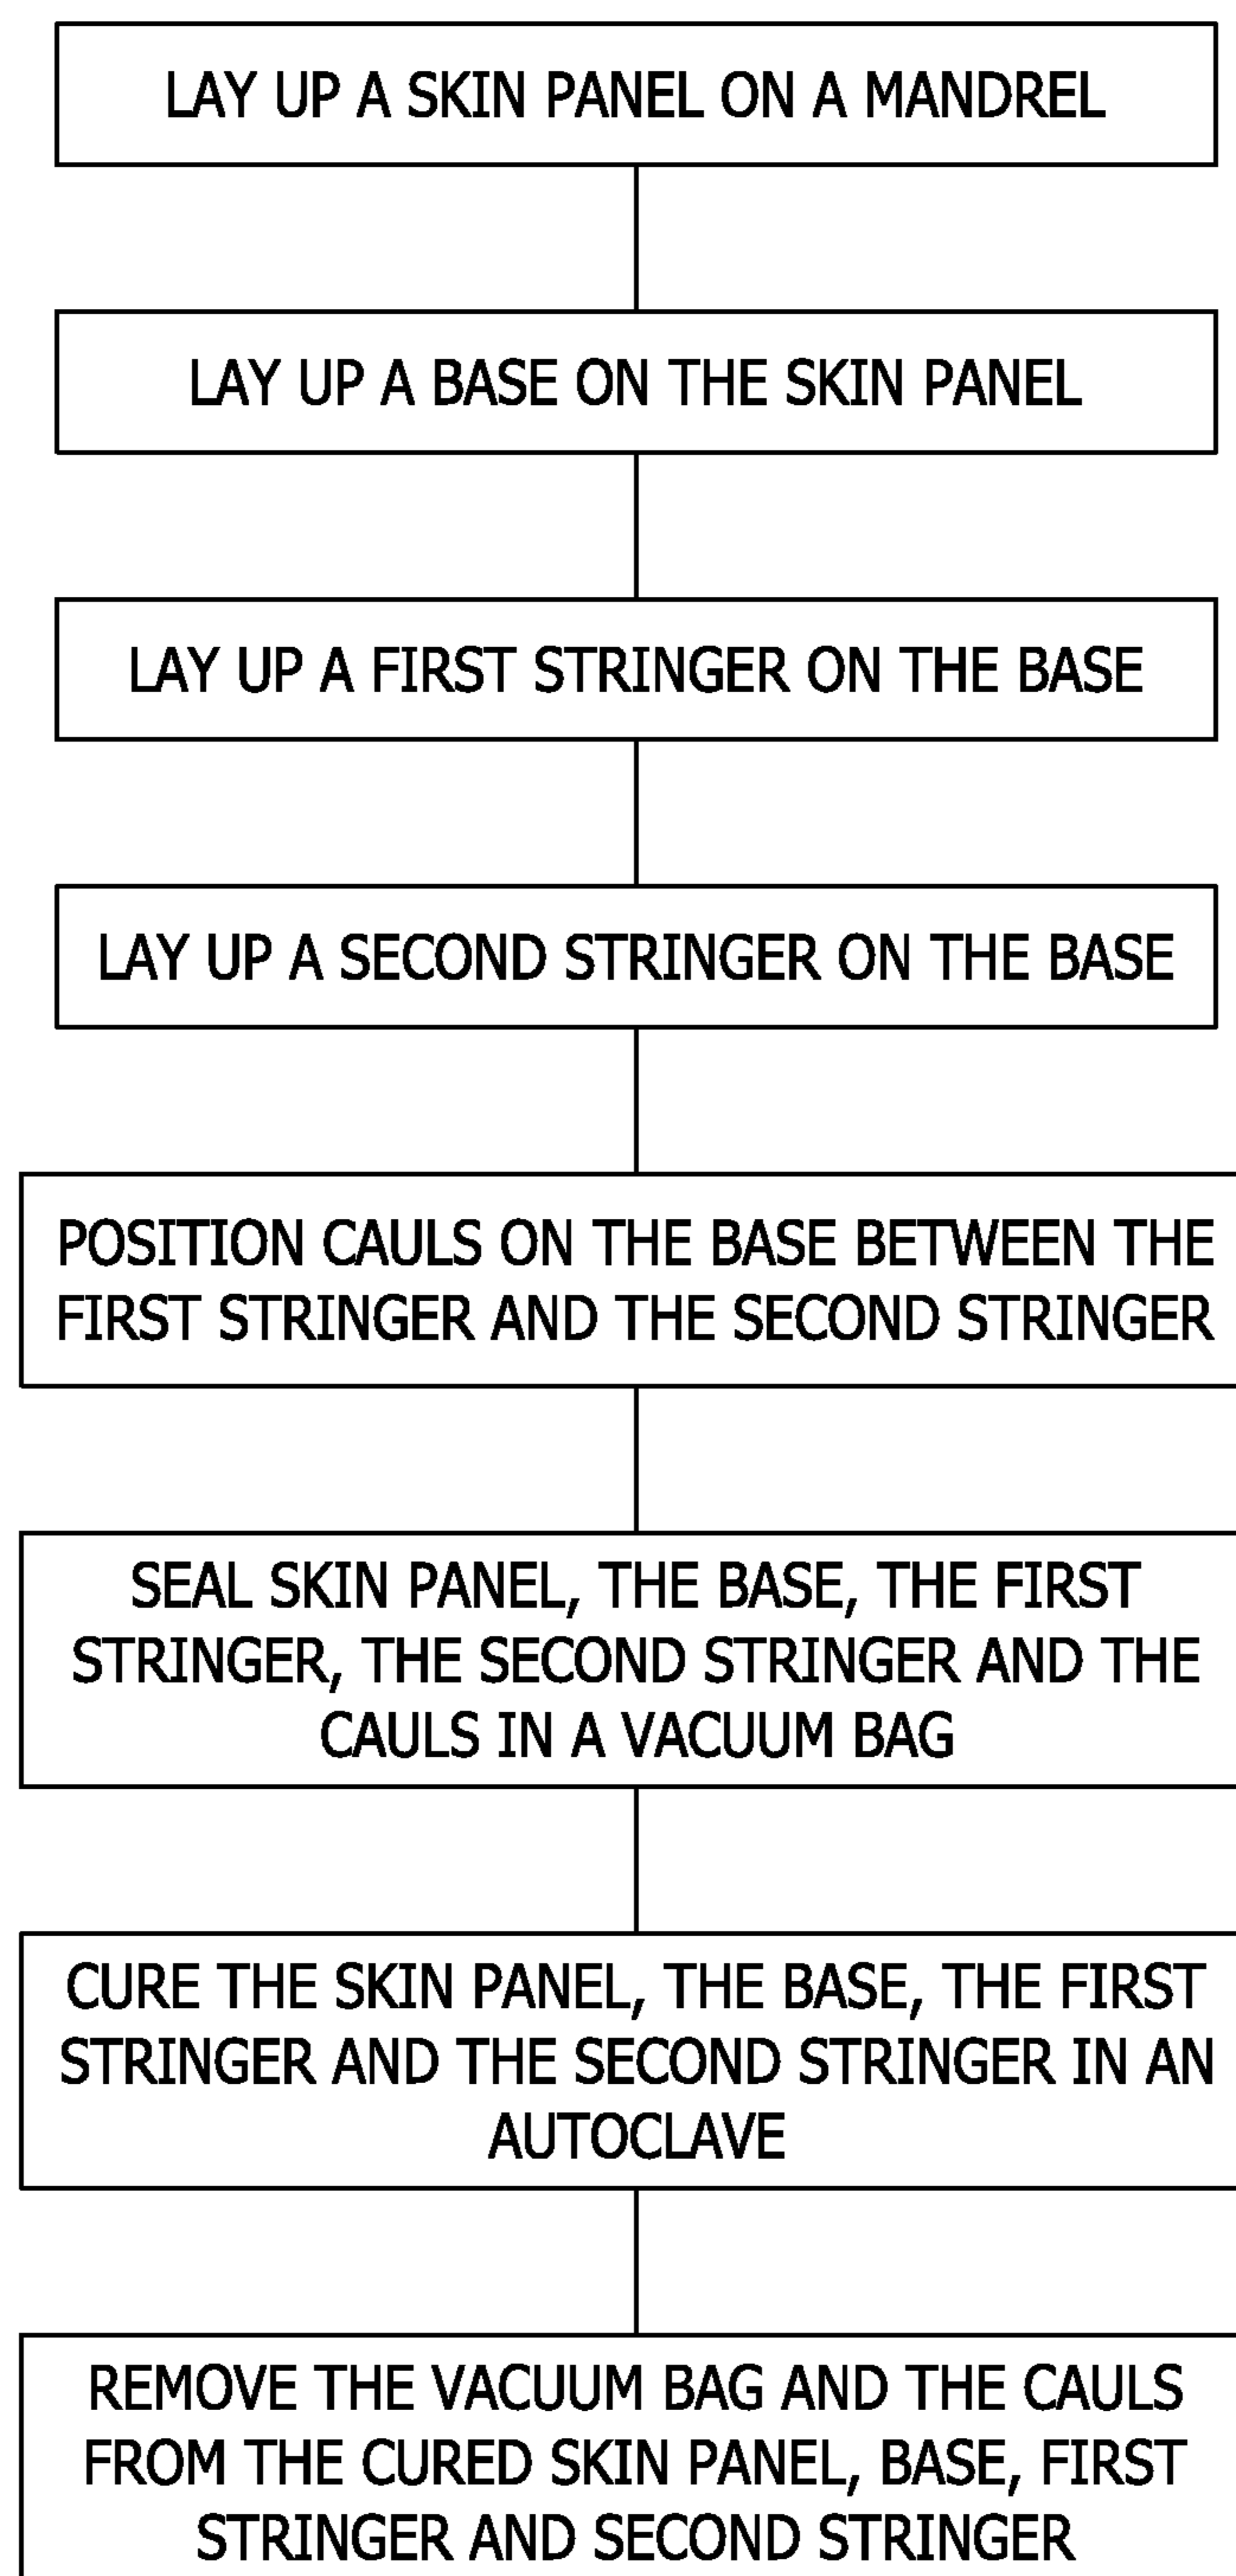 LAY UP A SKIN PANEL ON A MANDREL
LAY UP A BASE ON THE SKIN PANEL
LAY UP A FIRST STRINGER ON THE BASE
LAY UP A SECOND STRINGER ON THE BASE
POSITION CAULS ON THE BASE BETWEEN THE
FIRST STRINGER AND THE SECOND STRINGER
SEAL SKIN PANEL, THE BASE, THE FIRST
STRINGER, THE SECOND STRINGER AND THE
CAULS IN A VACUUM BAG
CURE THE SKIN PANEL, THE BASE, THE FIRST
STRINGER AND THE SECOND STRINGER IN AN
AUTOCLAVE
REMOVE THE VACUUM BAG AND THE CAULS
FROM THE CURED SKIN PANEL, BASE, FIRST
STRINGER AND SECOND STRINGER